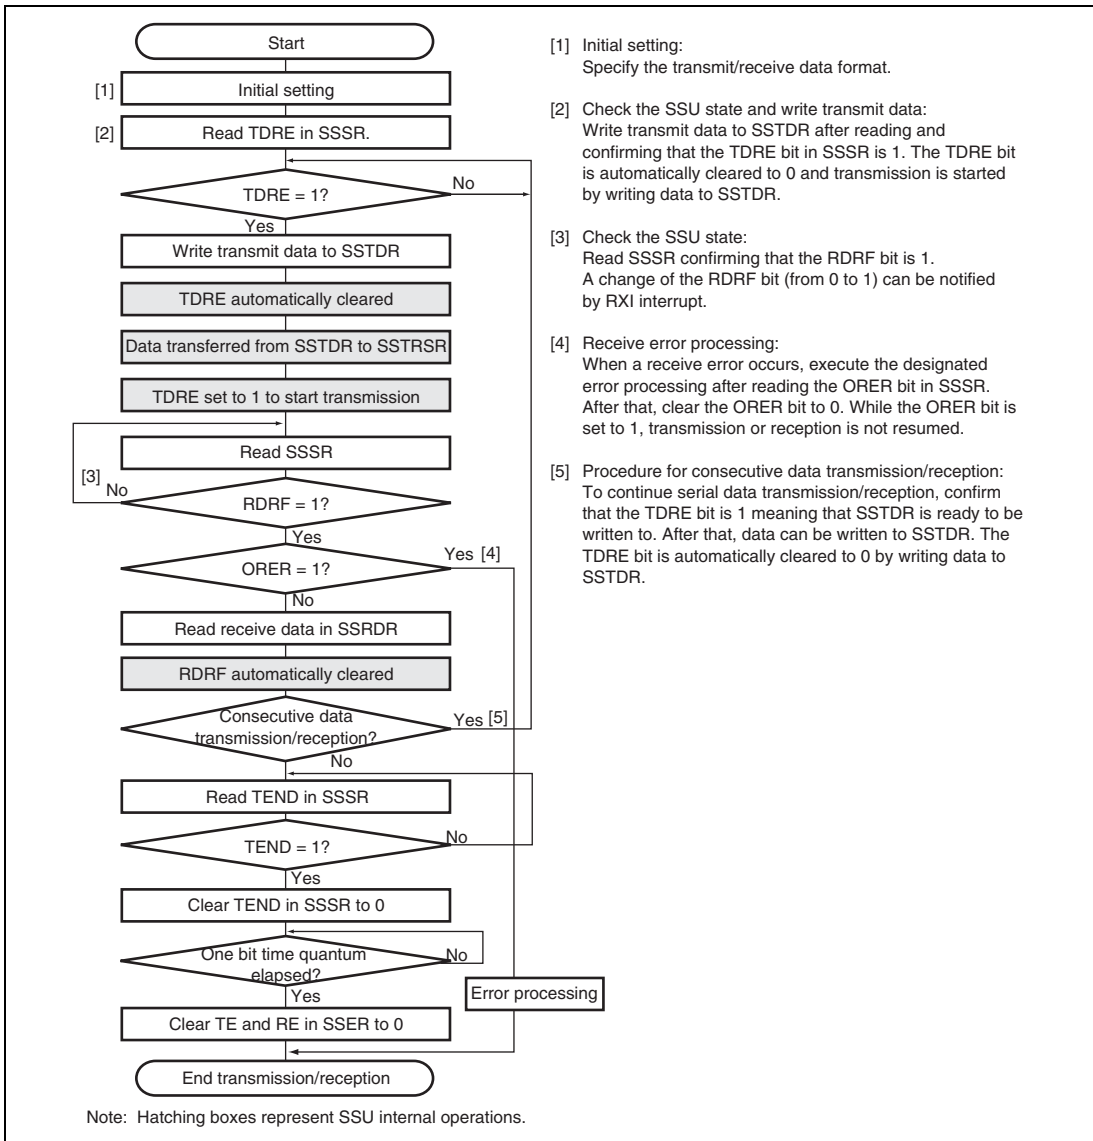 Start
[1] Initial setting
[2] Read TDRE in SSSR.
TDRE = 1?
No
Yes
Write transmit data to SSTDR
TDRE automatically cleared
Data transferred from SSTDR to SSTRSR
TDRE set to 1 to start transmission
Read SSSR
[3]
No
RDRF = 1?
Yes
Yes [4]
ORER = 1?
No
Read receive data in SSRDR
RDRF automatically cleared
Consecutive data
transmission/reception?
Yes [5]
No
Read TEND in SSSR
TEND = 1?
No
Yes
Clear TEND in SSSR to 0
One bit time quantum
elapsed?
No
Yes
Error processing
Clear TE and RE in SSER to 0
End transmission/reception
[1] Initial setting:
Specify the transmit/receive data format.
[2] Check the SSU state and write transmit data:
Write transmit data to SSTDR after reading and
confirming that the TDRE bit in SSSR is 1. The TDRE bit
is automatically cleared to 0 and transmission is started
by writing data to SSTDR.
[3] Check the SSU state:
Read SSSR confirming that the RDRF bit is 1.
A change of the RDRF bit (from 0 to 1) can be notified
by RXI interrupt.
[4] Receive error processing:
When a receive error occurs, execute the designated
error processing after reading the ORER bit in SSSR.
After that, clear the ORER bit to 0. While the ORER bit is
set to 1, transmission or reception is not resumed.
[5] Procedure for consecutive data transmission/reception:
To continue serial data transmission/reception, confirm
that the TDRE bit is 1 meaning that SSTDR is ready to be
written to. After that, data can be written to SSTDR. The
TDRE bit is automatically cleared to 0 by writing data to
SSTDR.
Note: Hatching boxes represent SSU internal operations.